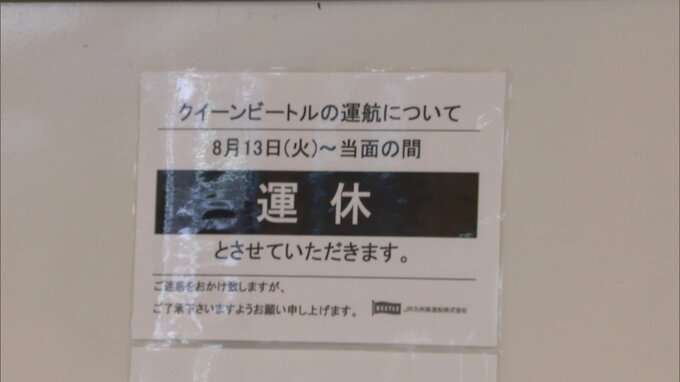 クイーンビートルの運航について
8月13日(火)～当面の間
運休
とさせていただきます。
ご迷惑をおかけ致しますが、
ご了承下さいますようお願い申し上げます。
BEETLE JR九州高速船株式会社